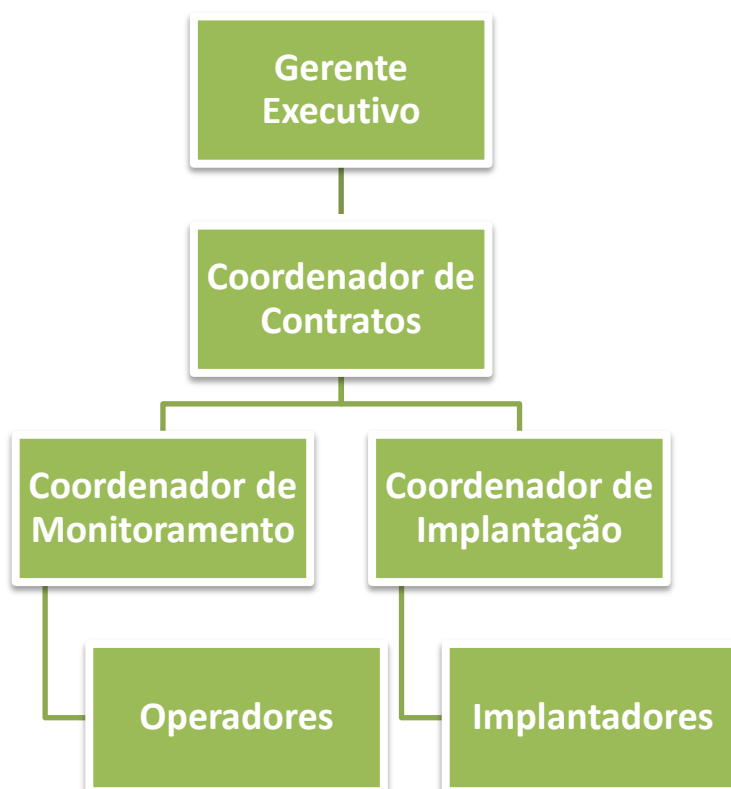 Gerente
Executivo
Coordenador de
Contratos
Coordenador de
Monitoramento
Coordenador de
Implantação
Operadores
Implantadores